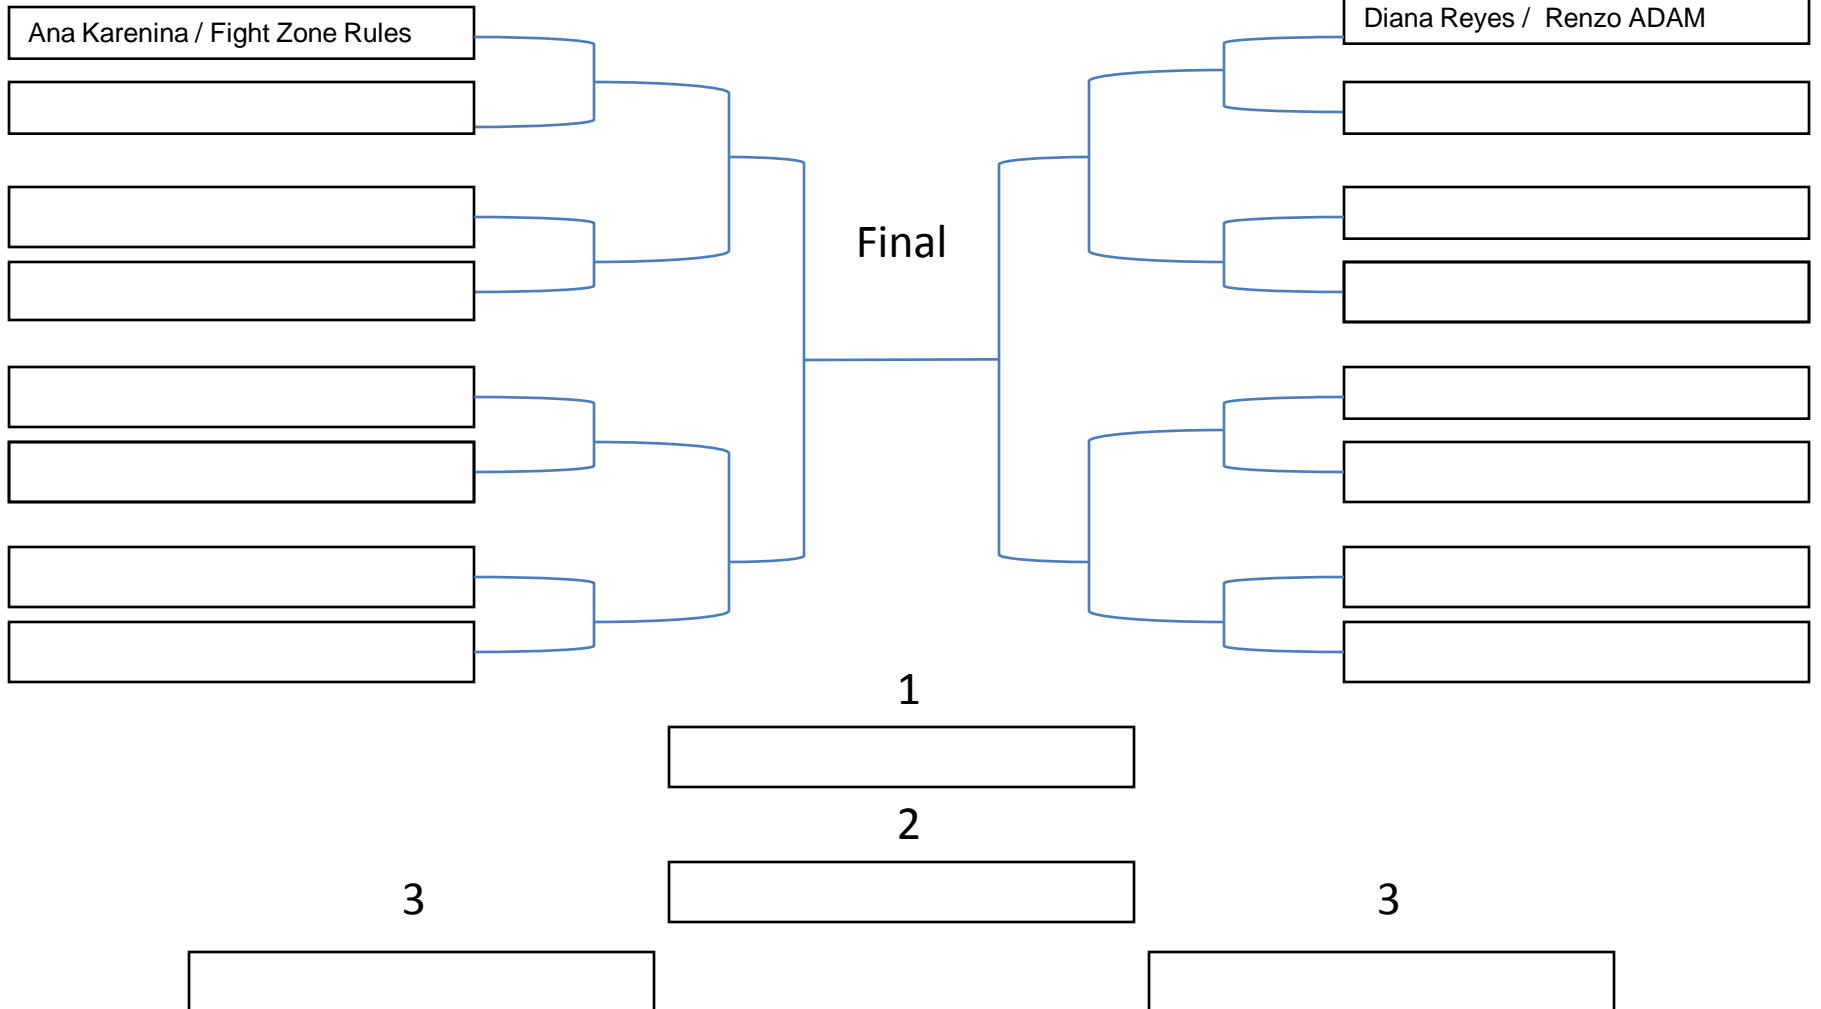 Ana Karenina / Fight Zone Rules
Diana Reyes /  Renzo ADAM
Final
1
2
3
3